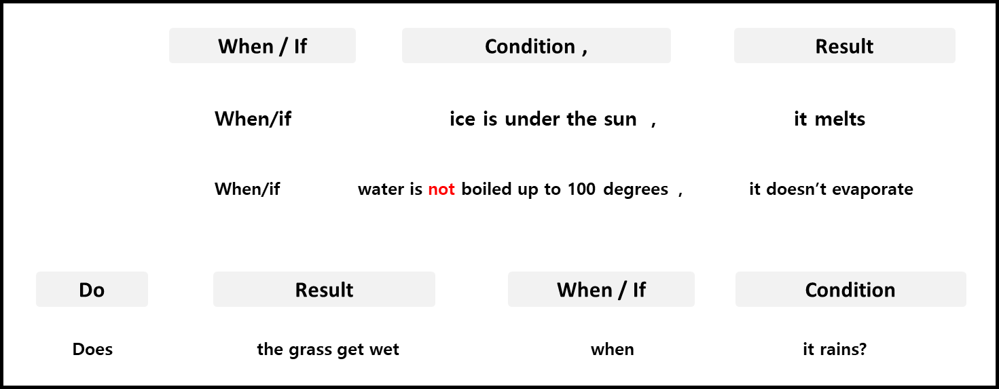 When / If Condition , Result
When/if ice is under the sun , it melts
When/if water is not boiled up to 100 degrees , it doesn’t evaporate
Do Result When / If Condition
Does the grass get wet when it rains?